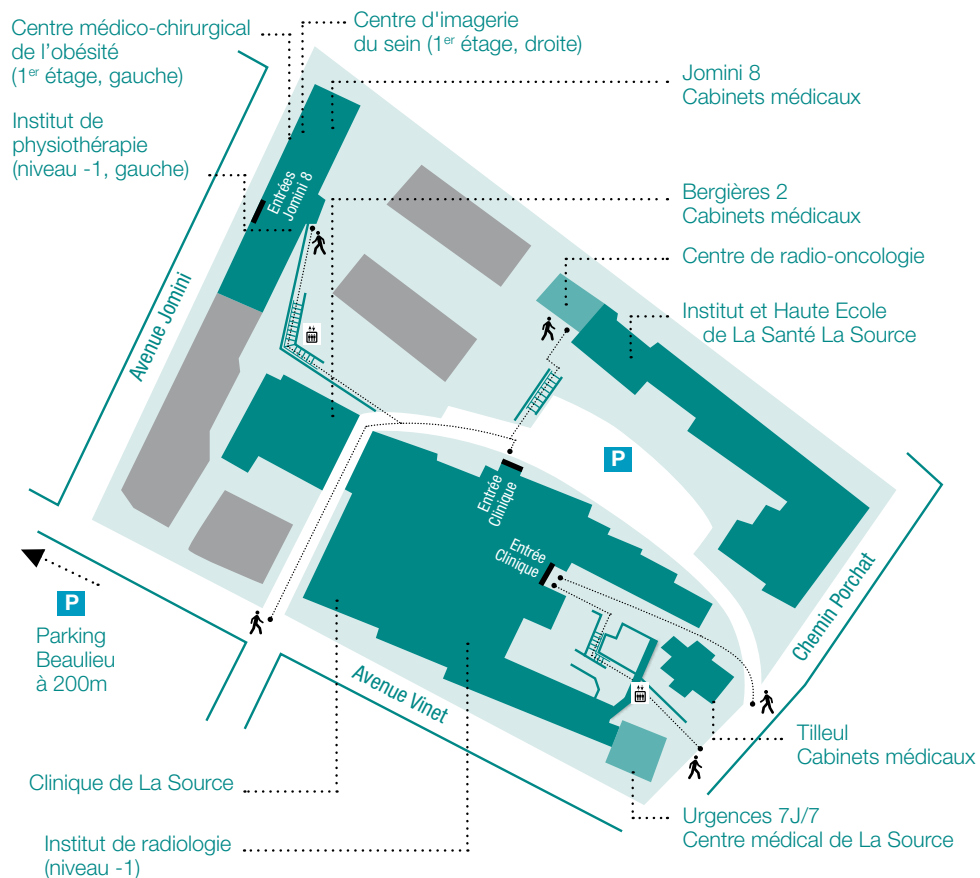 Centre médico-chirurgical
de l'obésité
(1er étage, gauche)
Centre d'imagerie
du sein (1er étage, droite)
Jomini 8
Cabinets médicaux
Institut de
physiothérapie
(niveau -1, gauche)
Entrées
Jomini 8
Bergières 2
Cabinets médicaux
Centre de radio-oncologie
Institut et Haute Ecole
de La Santé La Source
Avenue Jomini
P
Entrée
Clinique
Entrée
Clinique
Chemin Porchat
P
Parking
Beaulieu
à 200m
Avenue Vinet
Tilleul
Cabinets médicaux
Clinique de La Source
Urgences 7J/7
Centre médical de La Source
Institut de radiologie
(niveau -1)